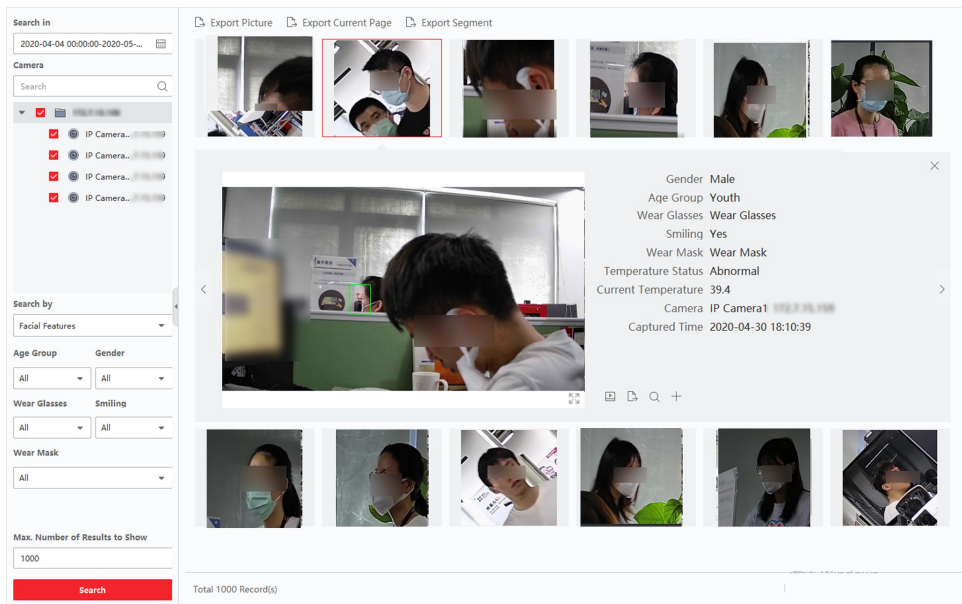 Search in
2020-04-04 00:00:00-2020-05-...
Camera
Search
IP Camera..
IP Camera..
IP Camera..
IP Camera..
Search by
Facial Features
Age Group Gender
All All
Wear Glasses Smiling
All All
Wear Mask
All
Max. Number of Results to Show
1000
Search
Export Picture Export Current Page Export Segment
Gender Male
Age Group Youth
Wear Glasses Wear Glasses
Smiling Yes
Wear Mask Wear Mask
Temperature Status Abnormal
Current Temperature 39.4
Camera IP Camera1
Captured Time 2020-04-30 18:10:39
Total 1000 Record(s)